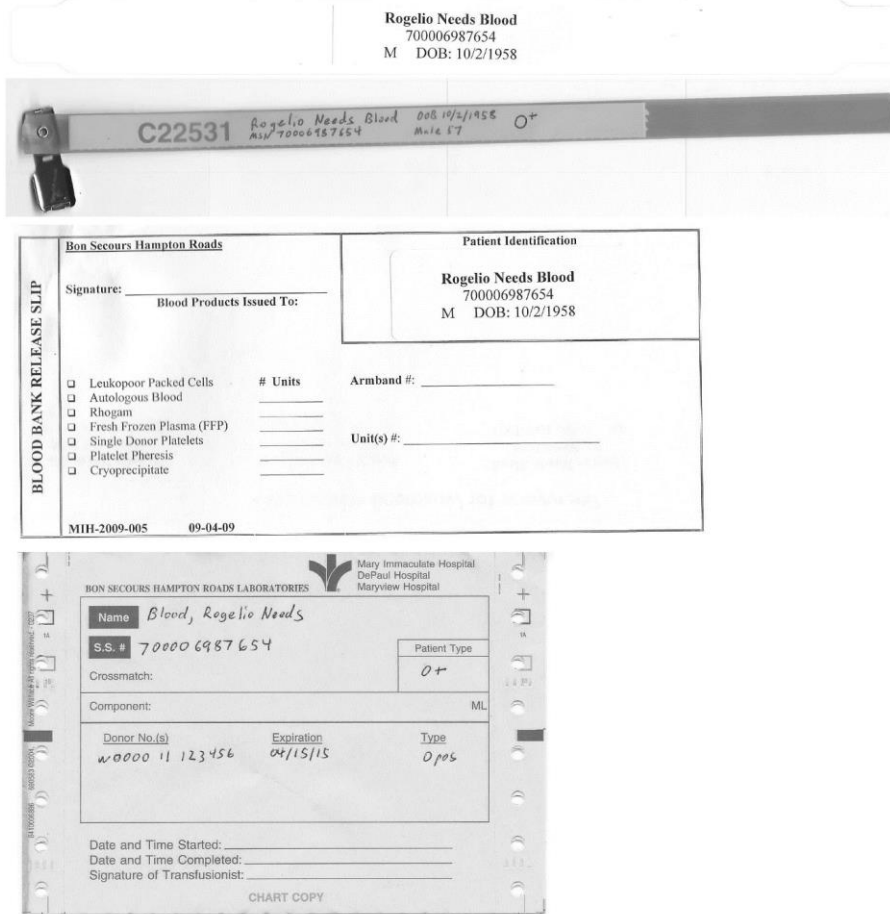 Rogelio Needs Blood
700006987654
M DOB: 10/2/1958
C22531 Rogelio Needs Blood DOB 10/2/1958 O+
MSN 70006987654 Male 57
BLOOD BANK RELEASE SLIP
Bon Secours Hampton Roads
Signature:
Blood Products Issued To:
Patient Identification
Rogelio Needs Blood
700006987654
M DOB: 10/2/1958
# Units
❑ Leukopoor Packed Cells
❑ Autologous Blood
❑ Rhogam
❑ Fresh Frozen Plasma (FFP)
❑ Single Donor Platelets
❑ Platelet Pheresis
❑ Cryoprecipitate
Armband #:
Unit(s) #:
MIH-2009-005 09-04-09
Mary Immaculate Hospital
DePaul Hospital
Maryview Hospital
BON SECOURS HAMPTON ROADS LABORATORIES
Name Blood, Rogelio Needs
S.S. # 700006987654
Patient Type
O+
Crossmatch:
Component: ML
Donor No.(s) Expiration Type
W0000 11 123456 04/15/15 O pos
Date and Time Started:
Date and Time Completed:
Signature of Transfusionist:
CHART COPY